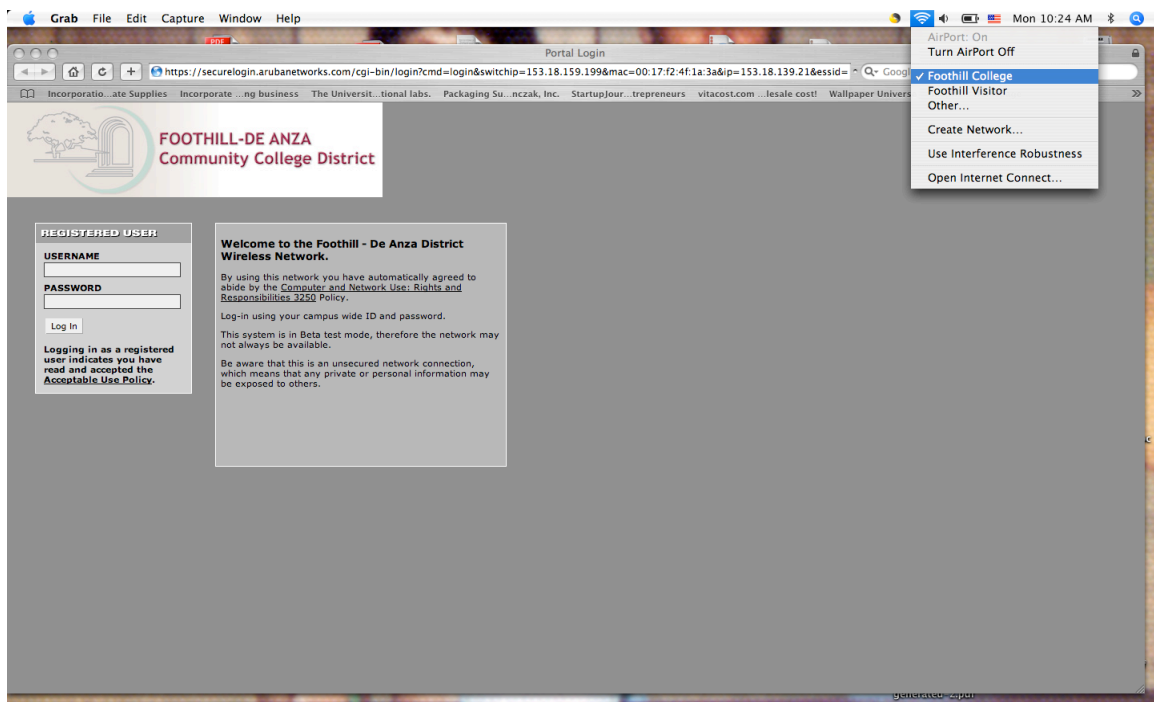 Grab File Edit Capture Window Help Mon 10:24 AM
PDF
Portal Login
https://securelogin.arubanetworks.com/cgi-bin/login?cmd=login&switchip=153.18.159.199&mac=00:17:f2:4f:1a:3a&ip=153.18.139.21&essid= Googl
Incorporatio...ate Supplies Incorporate ...ng business The Universit...tional labs. Packaging Su...nczak, Inc. StartupJour...trepreneurs vitacost.com ...lesale cost! Wallpaper Univers
AirPort: On
Turn AirPort Off
Foothill College
Foothill Visitor
Other...
Create Network...
Use Interference Robustness
Open Internet Connect...
FOOTHILL-DE ANZA
Community College District
REGISTERED USER
USERNAME
PASSWORD
Log In
Logging in as a registered
user indicates you have
read and accepted the
Acceptable Use Policy.
Welcome to the Foothill - De Anza District
Wireless Network.
By using this network you have automatically agreed to
abide by the Computer and Network Use: Rights and
Responsibilities 3250 Policy.
Log-in using your campus wide ID and password.
This system is in Beta test mode, therefore the network may
not always be available.
Be aware that this is an unsecured network connection,
which means that any private or personal information may
be exposed to others.